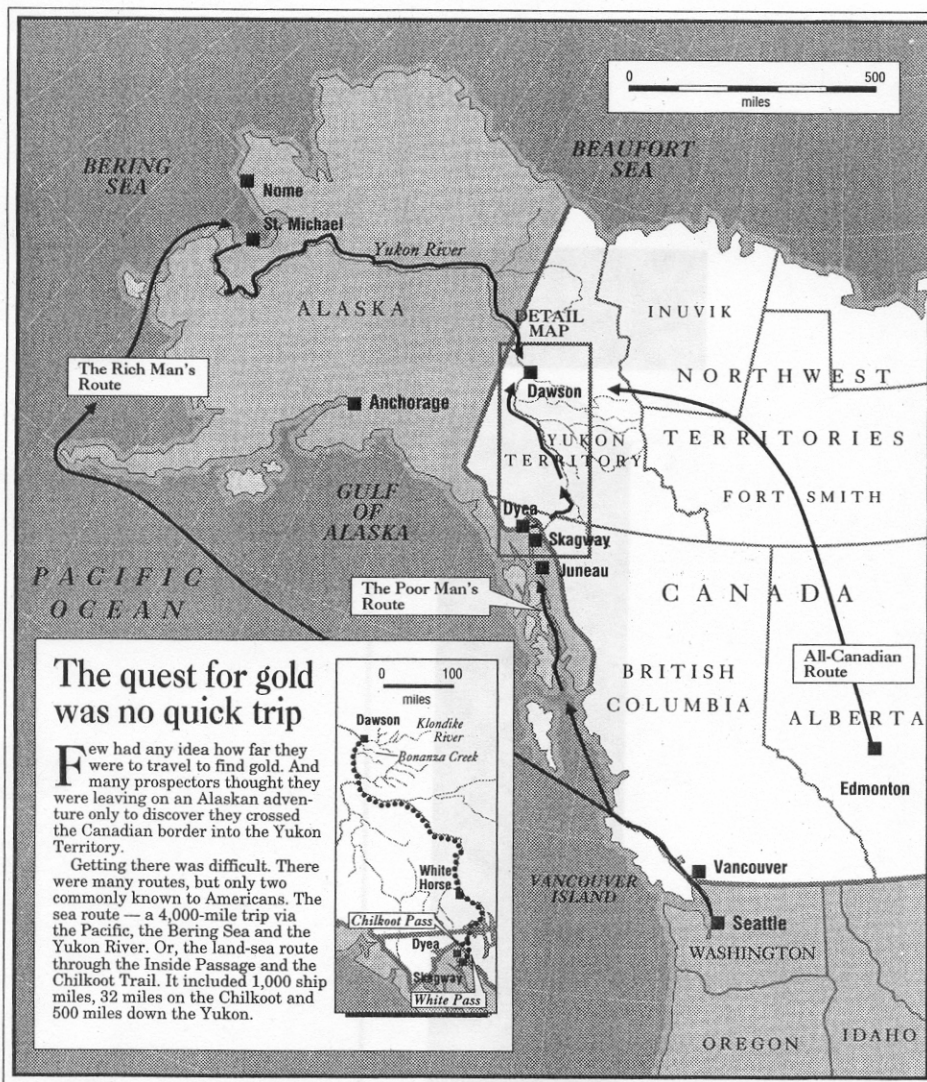 0 500
miles
BEAUFORT
SEA
BERING
SEA
Nome
St. Michael
Yukon River
ALASKA
DETAIL
MAP
INUVIK
The Rich Man's
Route
NORTHWEST
Dawson
Anchorage
TERRITORIES
YUKON
TERRITORY
FORT SMITH
GULF
OF
ALASKA
Dyea
Skagway
Juneau
PACIFIC
OCEAN
The Poor Man's
Route
CANADA
All-Canadian
Route
BRITISH
COLUMBIA
ALBERTA
Edmonton
Vancouver
VANCOUVER
ISLAND
Seattle
WASHINGTON
OREGON
IDAHO
The quest for gold
was no quick trip
Few had any idea how far they
were to travel to find gold. And
many prospectors thought they
were leaving on an Alaskan adven-
ture only to discover they crossed
the Canadian border into the Yukon
Territory.
Getting there was difficult. There
were many routes, but only two
commonly known to Americans. The
sea route — a 4,000-mile trip via
the Pacific, the Bering Sea and the
Yukon River. Or, the land-sea route
through the Inside Passage and the
Chilkoot Trail. It included 1,000 ship
miles, 32 miles on the Chilkoot and
500 miles down the Yukon.
0 100
miles
Dawson
Klondike
River
Bonanza Creek
White
Horse
Chilkoot Pass
Dyea
Skagway
White Pass